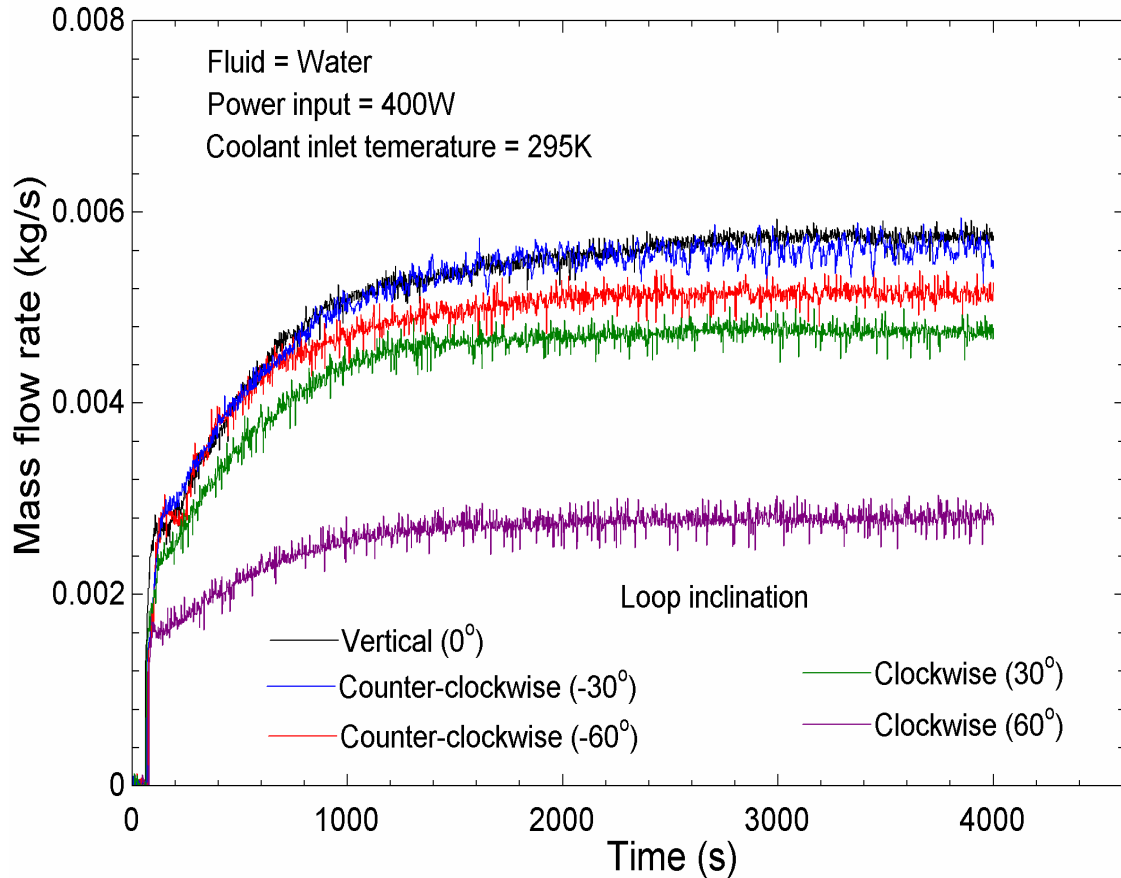 0.008
Fluid = Water
Power input = 400W
Coolant inlet temerature = 295K
Mass flow rate (kg/s)
0.006
0.004
0.002
0
Loop inclination
Vertical (0°)
Counter-clockwise (-30°)
Counter-clockwise (-60°)
Clockwise (30°)
Clockwise (60°)
0 1000 2000 3000 4000
Time (s)